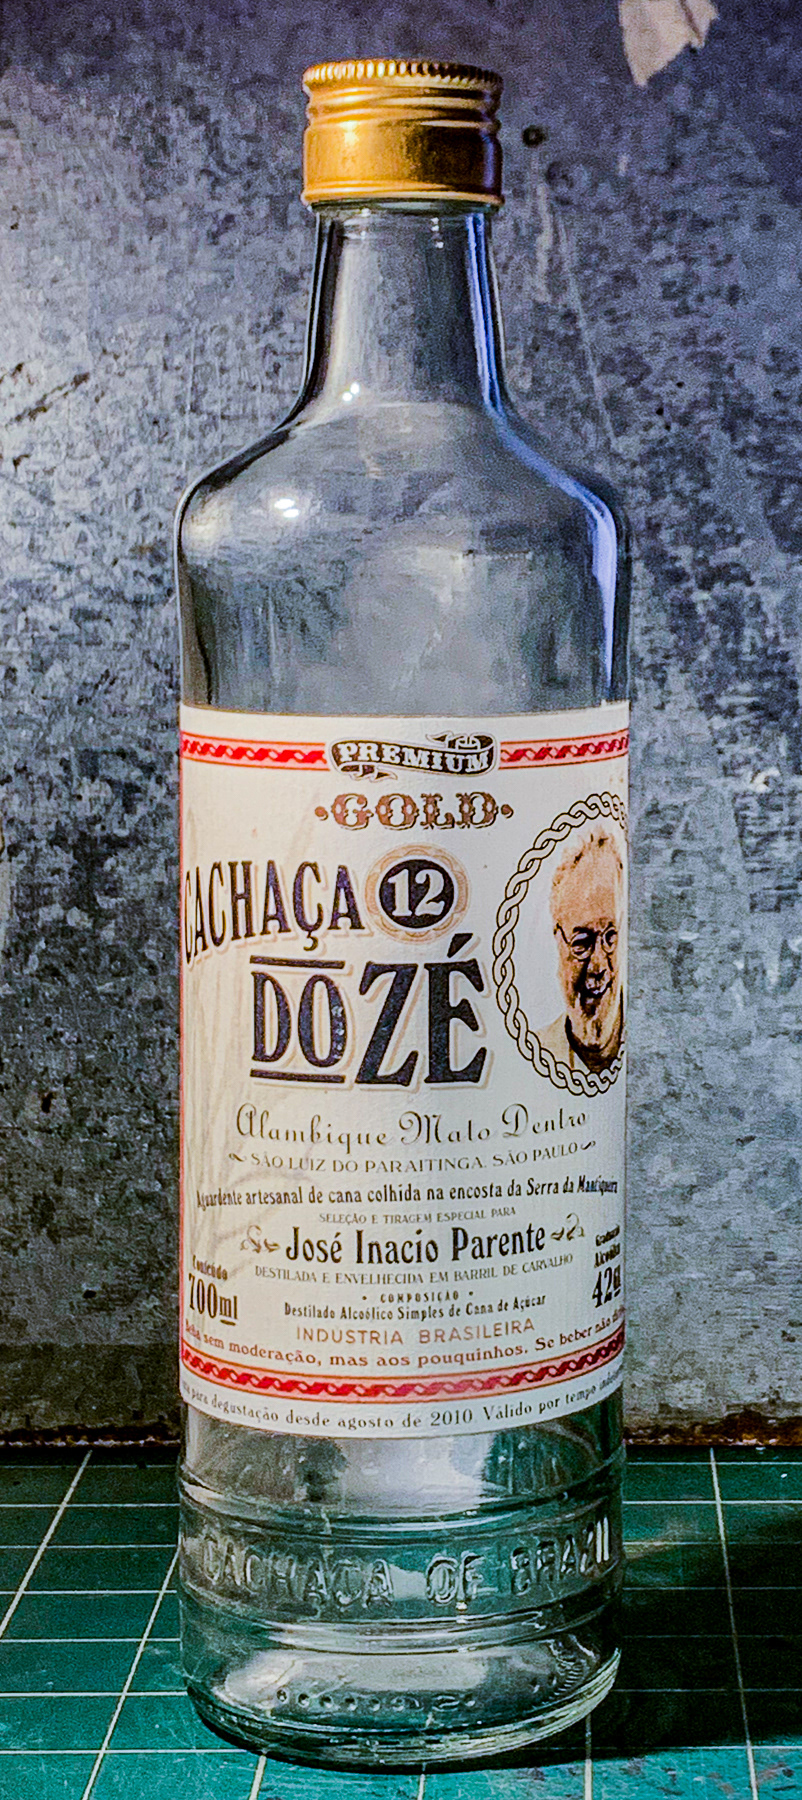 PREMIUM
GOLD
CACHAÇA 12
DO ZÉ
Alambique Mato Dentro
SÃO LUIZ DO PARAITINGA. SÃO PAULO
Aguardente artesanal de cana colhida na encosta da Serra da Mantiqueira
SELEÇÃO E TIRAGEM ESPECIAL PARA
José Inacio Parente
DESTILADA E ENVELHECIDA EM BARRIL DE CARVALHO
Conteúdo
700ml
Graduação
Alcoólica
42
COMPOSIÇÃO
Destilado Alcoólico Simples de Cana de Açúcar
INDÚSTRIA BRASILEIRA
sem moderação, mas aos pouquinhos. Se beber não
para degustação desde agosto de 2010. Válido por tempo
CACHAÇA OF BRAZIL